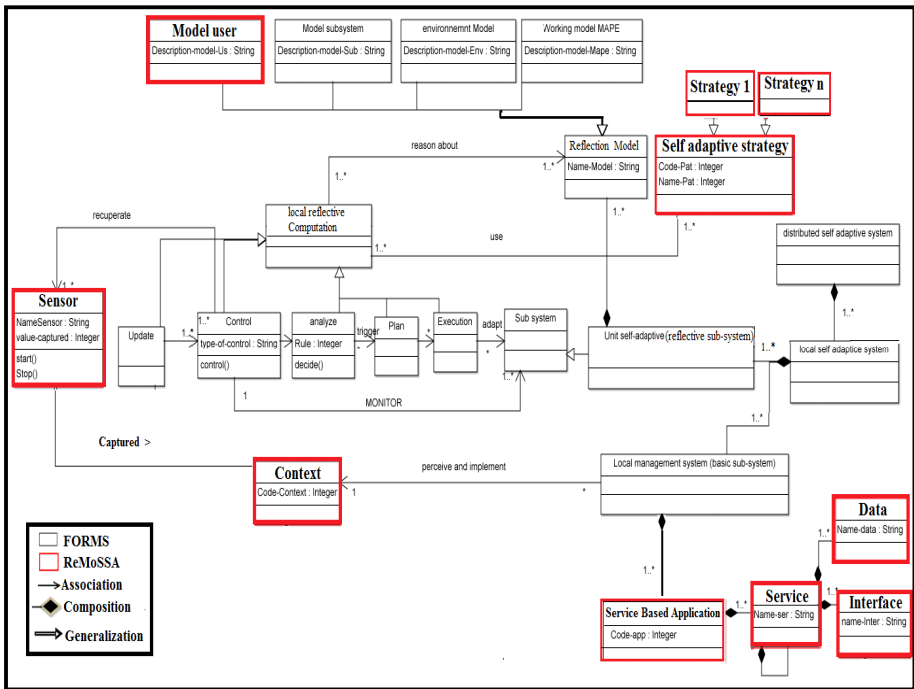 Model user
Description-model-Us : String
Model subsystem
Description-model-Sub : String
environnemnt Model
Description-model-Env : String
Working model MAPE
Description-model-Mape : String
Strategy 1
Strategy n
reason about
1..*
1..*
Reflection Model
Name-Model : String
Self adaptive strategy
Code-Pat : Integer
Name-Pat : Integer
recuperate
local reflective
Computation
1..*
use
1..*
1..*
distributed self adaptive system
1..*
Sensor
NameSensor : String
value-captured : Integer
start()
Stop()
Update
1..*
1..*
Control
type-of-control : String
control()
analyze
Rule : Integer
decide()
trigger
*
Plan
*
Execution
adapt
*
Sub system
1..*
Unit self-adaptive (reflective sub-system)
1..*
1..*
local self adaptice system
1
MONITOR
1..*
Captured >
Context
Code-Context : Integer
1
perceive and implement
*
Local management system (basic sub-system)
FORMS
ReMoSSA
Association
Composition
Generalization
1..*
Service Based Application
Code-app : Integer
1..*
Service
Name-ser : String
1..*
Data
Name-data : String
1..*
Interface
name-Inter : String